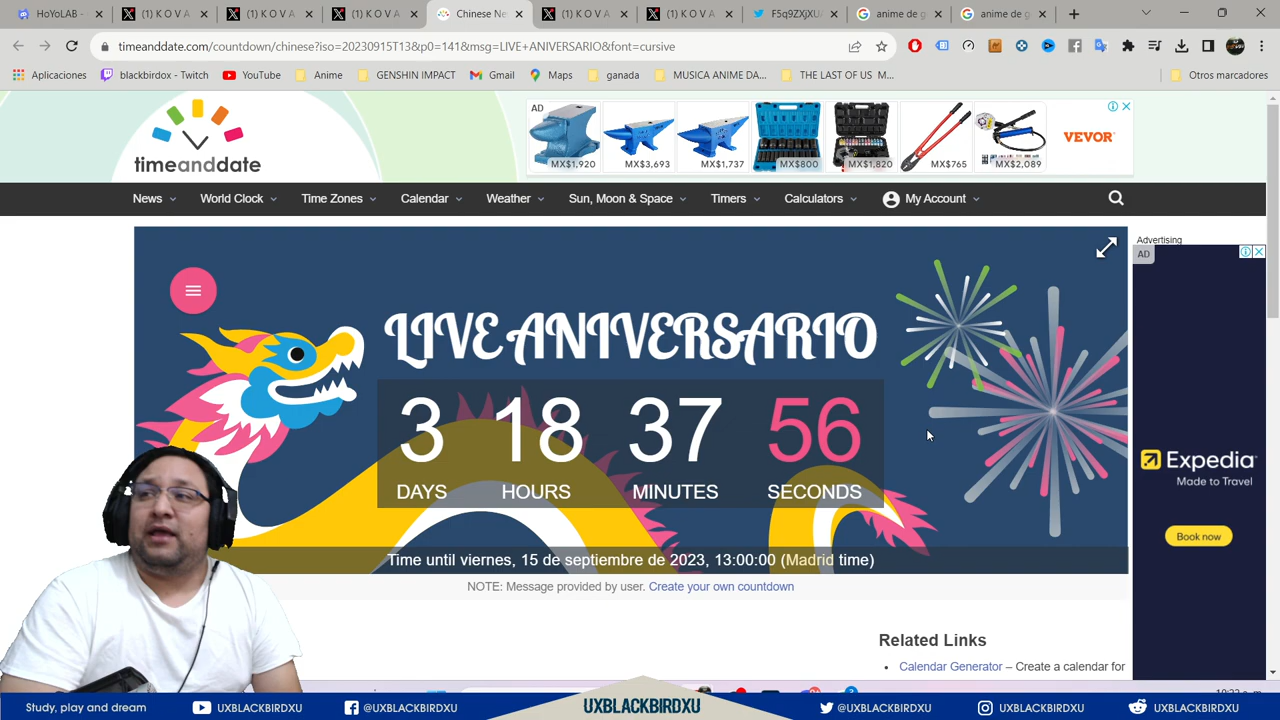 HoYoLAB -
(1) K O V A
(1) K O V A
(1) K O V A
Chinese Ne
(1) K O V A
(1) K O V A
F5q9ZXjXU
anime de g
anime de g
timeanddate.com/countdown/chinese?iso=20230915T13&p0=141&msg=LIVE+ANIVERSARIO&font=cursive
Aplicaciones
blackbirdox - Twitch
YouTube
Anime
GENSHIN IMPACT
Gmail
Maps
ganada
MUSICA ANIME DA...
THE LAST OF US M...
Otros marcadores
timeanddate
AD
MX$1,920
MX$3,693
MX$1,737
MX$800
MX$1,820
MX$765
MX$2,089
VEVOR
News
World Clock
Time Zones
Calendar
Weather
Sun, Moon & Space
Timers
Calculators
My Account
Advertising
AD
LIVE ANIVERSARIO
3 18 37 56
DAYS HOURS MINUTES SECONDS
Time until viernes, 15 de septiembre de 2023, 13:00:00 (Madrid time)
NOTE: Message provided by user. Create your own countdown
Expedia
Made to Travel
Book now
Related Links
Calendar Generator – Create a calendar for
Study, play and dream
UXBLACKBIRDXU
@UXBLACKBIRDXU
UXBLACKBIRDXU
@UXBLACKBIRDXU
UXBLACKBIRDXU
UXBLACKBIRDXU